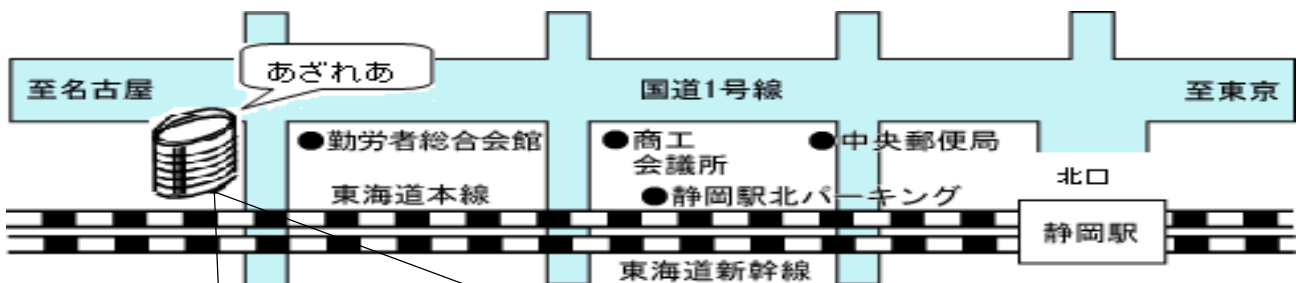 あざれあ
至名古屋
国道1号線
至東京
●勤労者総合会館
●商工
会議所
●中央郵便局
北口
東海道本線
●静岡駅北パーキング
静岡駅
東海道新幹線